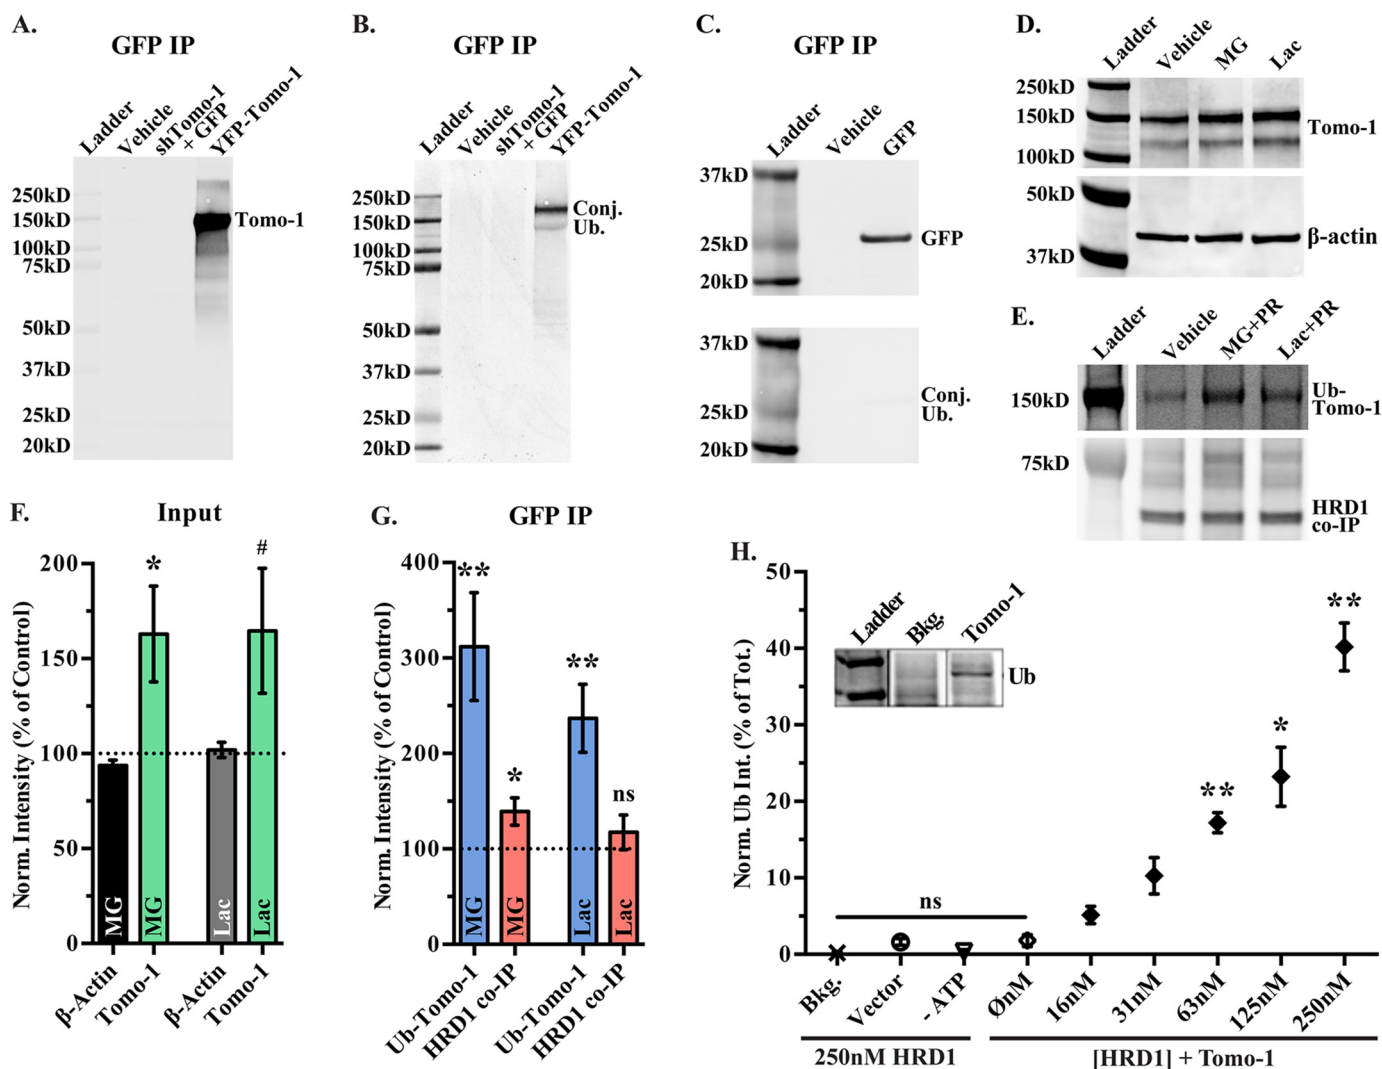 A.
GFP IP
Ladder
Vehicle
shTomo-1
+ GFP
YFP-Tomo-1
250kD
150kD
100kD
75kD
50kD
37kD
25kD
20kD
Tomo-1
B.
GFP IP
Ladder
Vehicle
shTomo-1
+ GFP
YFP-Tomo-1
250kD
150kD
100kD
75kD
50kD
37kD
25kD
20kD
Conj.
Ub.
C.
GFP IP
Ladder
Vehicle
GFP
37kD
25kD
20kD
GFP
37kD
25kD
20kD
Conj.
Ub.
D.
Ladder
Vehicle
MG
Lac
250kD
150kD
100kD
Tomo-1
50kD
37kD
β-actin
E.
Ladder
Vehicle
MG+PR
Lac+PR
150kD
Ub-
Tomo-1
75kD
HRD1
co-IP
F.
Input
Norm. Intensity (% of Control)
200
150
100
50
0
*
#
MG
MG
Lac
Lac
β-Actin
Tomo-1
β-Actin
Tomo-1
G.
GFP IP
Norm. Intensity (% of Control)
400
300
200
100
0
**
*
**
ns
MG
MG
Lac
Lac
Ub-Tomo-1
HRD1 co-IP
Ub-Tomo-1
HRD1 co-IP
H.
Norm. Ub Int. (% of Tot.)
50
40
30
20
10
0
Ladder
Bkg.
Tomo-1
Ub
ns
**
*
**
Bkg.
Vector
- ATP
ØnM
16nM
31nM
63nM
125nM
250nM
250nM HRD1
[HRD1] + Tomo-1